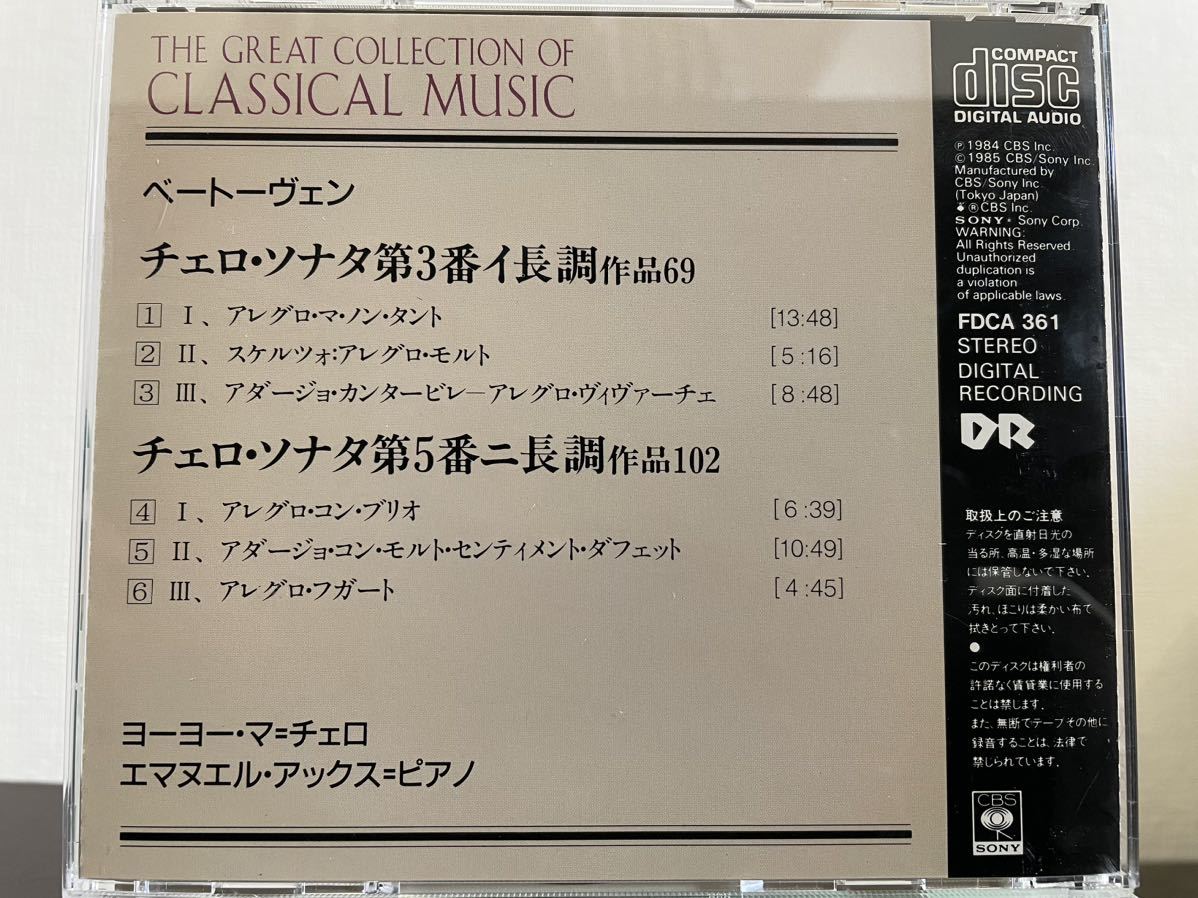 THE GREAT COLLECTION OF
CLASSICAL MUSIC
ベートーヴェン
チェロ・ソナタ第3番イ長調作品69
1 I、アレグロ・マ・ノン・タント [13:48]
2 II、スケルツォ:アレグロ・モルト [5:16]
3 III、アダージョ・カンタービレ―アレグロ・ヴィヴァーチェ [8:48]
チェロ・ソナタ第5番ニ長調作品102
4 I、アレグロ・コン・ブリオ [6:39]
5 II、アダージョ・コン・モルト・センティメント・ダフェット [10:49]
6 III、アレグロ・フガート [4:45]
ヨーヨー・マ=チェロ
エマヌエル・アックス=ピアノ
COMPACT
disc
DIGITAL AUDIO
℗ 1984 CBS Inc.
© 1985 CBS/Sony Inc.
Manufactured by
CBS/Sony Inc.
(Tokyo Japan)
® CBS Inc.
SONY * Sony Corp.
WARNING:
All Rights Reserved.
Unauthorized
duplication is
a violation
of applicable laws.
FDCA 361
STEREO
DIGITAL
RECORDING
DR
取扱上のご注意
ディスクを直射日光の
当る所、高温・多湿な場所
には保管しないで下さい。
ディスク面に付着した
汚れ、ほこりは柔かい布で
拭きとって下さい。
●
このディスクは権利者の
許諾なく賃貸業に使用する
ことは禁じます。
また、無断でテープその他に
録音することは、法律で
禁じられています。
CBS
SONY